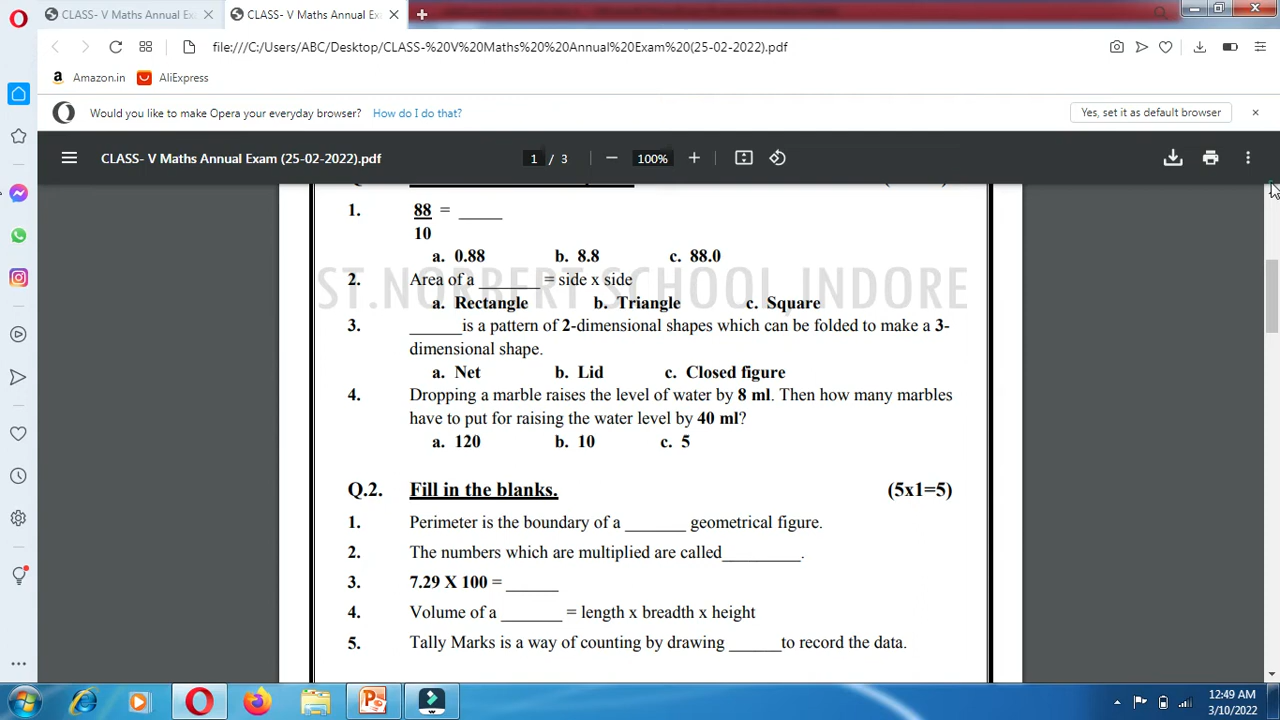 CLASS- V Maths Annual Ex
CLASS- V Maths Annual Ex
file:///C:/Users/ABC/Desktop/CLASS-%20V%20Maths%20%20Annual%20Exam%20(25-02-2022).pdf
Amazon.in AliExpress
Would you like to make Opera your everyday browser? How do I do that? Yes, set it as default browser
CLASS- V Maths Annual Exam (25-02-2022).pdf 1 / 3 100%
1. 88 = _____
10
a. 0.88 b. 8.8 c. 88.0
2. Area of a _______ = side x side
ST.NORBERT SCHOOL, INDORE
a. Rectangle b. Triangle c. Square
3. ______is a pattern of 2-dimensional shapes which can be folded to make a 3-
dimensional shape.
a. Net b. Lid c. Closed figure
4. Dropping a marble raises the level of water by 8 ml. Then how many marbles
have to put for raising the water level by 40 ml?
a. 120 b. 10 c. 5
Q.2. Fill in the blanks. (5x1=5)
1. Perimeter is the boundary of a _______ geometrical figure.
2. The numbers which are multiplied are called_________.
3. 7.29 X 100 = ______
4. Volume of a _______ = length x breadth x height
5. Tally Marks is a way of counting by drawing ______to record the data.
12:49 AM
3/10/2022